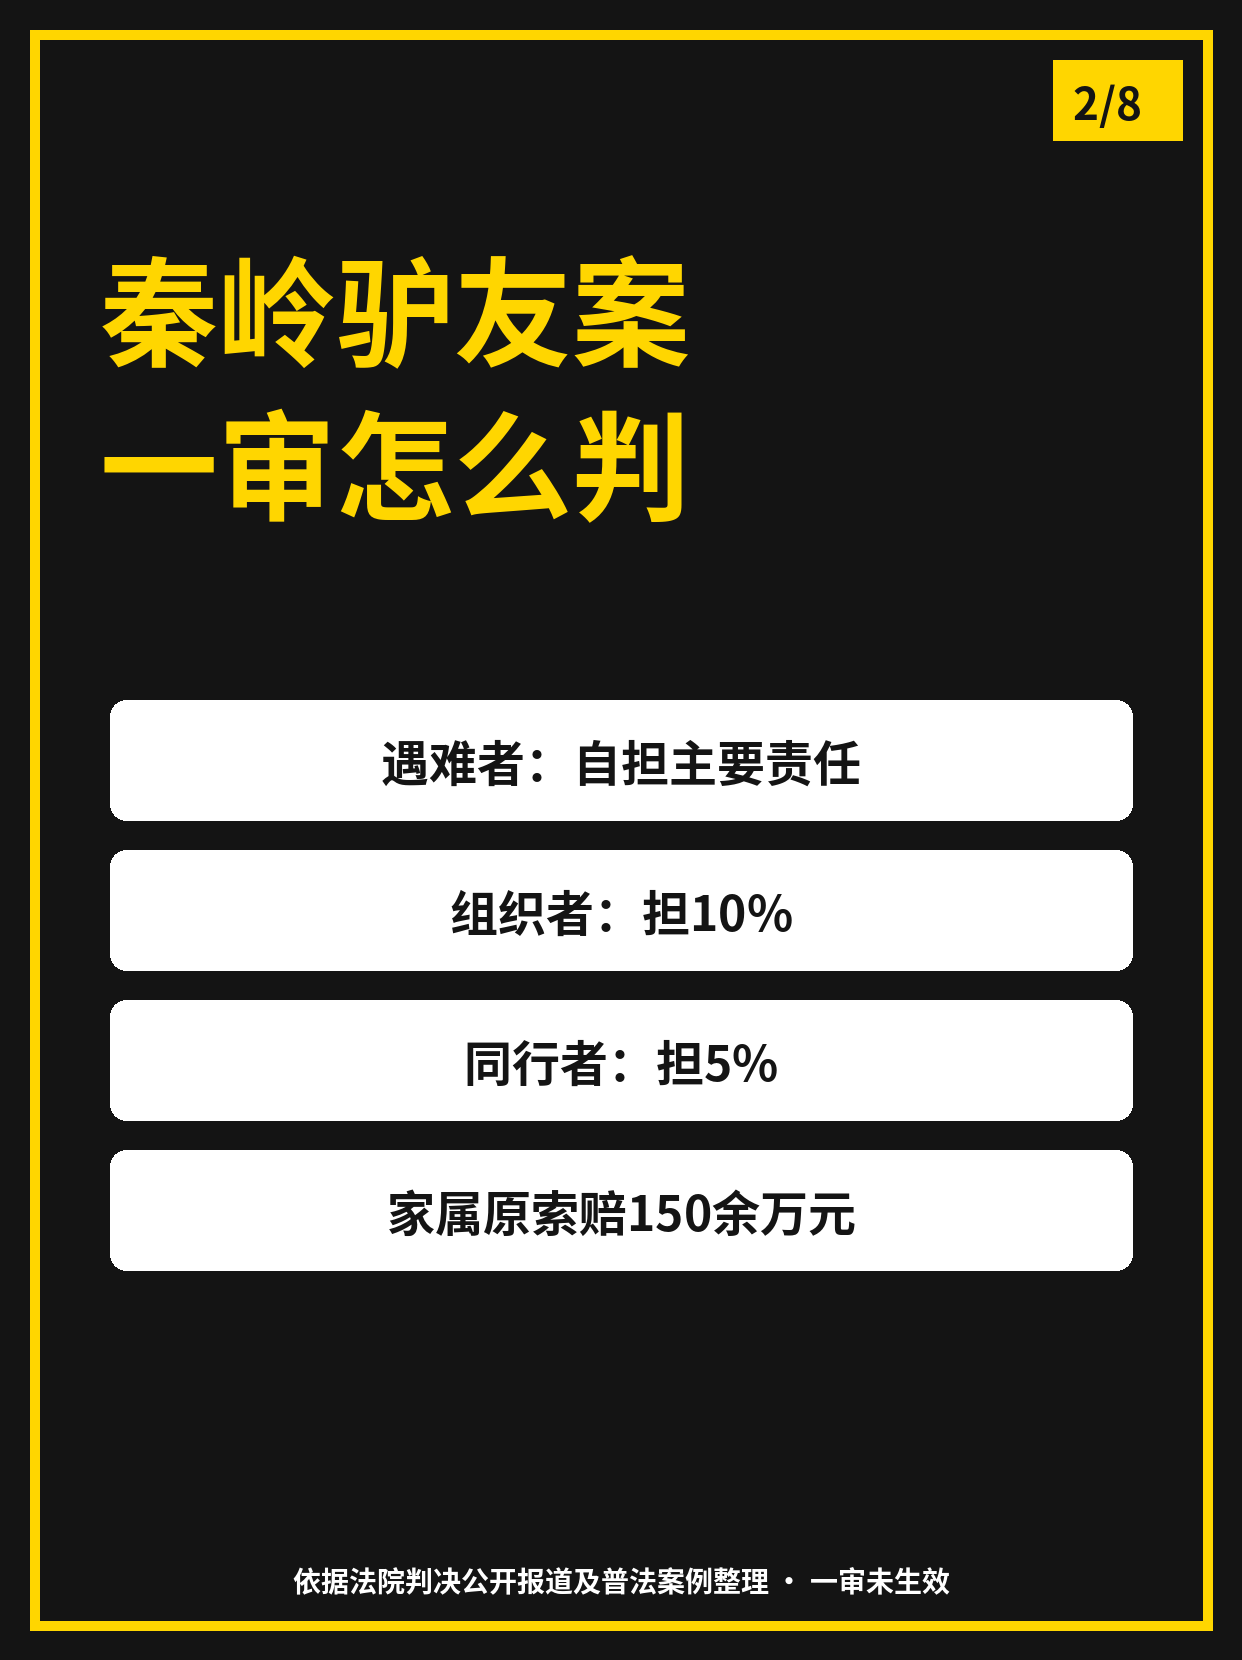 2/8
秦岭驴友案
一审怎么判
遇难者：自担主要责任
组织者：担10%
同行者：担5%
家属原索赔150余万元
依据法院判决公开报道及普法案例整理 · 一审未生效